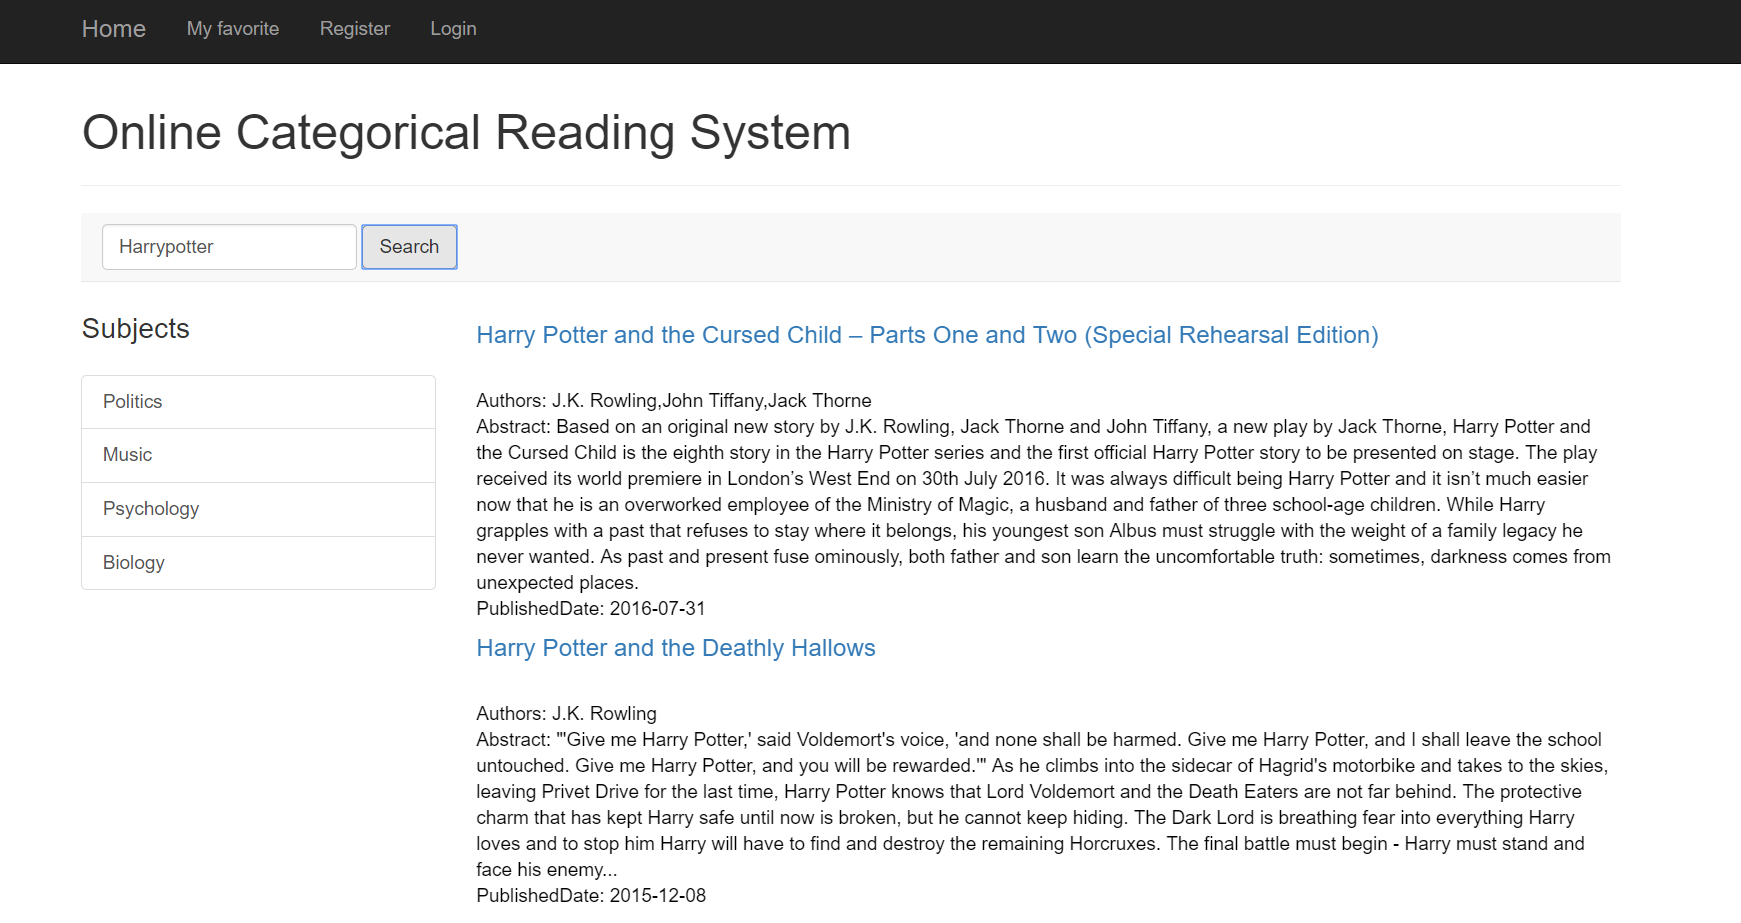 Home My favorite Register Login
Online Categorical Reading System
Harrypotter Search
Subjects
Politics
Music
Psychology
Biology
Harry Potter and the Cursed Child – Parts One and Two (Special Rehearsal Edition)
Authors: J.K. Rowling,John Tiffany,Jack Thorne
Abstract: Based on an original new story by J.K. Rowling, Jack Thorne and John Tiffany, a new play by Jack Thorne, Harry Potter and
the Cursed Child is the eighth story in the Harry Potter series and the first official Harry Potter story to be presented on stage. The play
received its world premiere in London’s West End on 30th July 2016. It was always difficult being Harry Potter and it isn’t much easier
now that he is an overworked employee of the Ministry of Magic, a husband and father of three school-age children. While Harry
grapples with a past that refuses to stay where it belongs, his youngest son Albus must struggle with the weight of a family legacy he
never wanted. As past and present fuse ominously, both father and son learn the uncomfortable truth: sometimes, darkness comes from
unexpected places.
PublishedDate: 2016-07-31
Harry Potter and the Deathly Hallows
Authors: J.K. Rowling
Abstract: "'Give me Harry Potter,' said Voldemort's voice, 'and none shall be harmed. Give me Harry Potter, and I shall leave the school
untouched. Give me Harry Potter, and you will be rewarded.'" As he climbs into the sidecar of Hagrid's motorbike and takes to the skies,
leaving Privet Drive for the last time, Harry Potter knows that Lord Voldemort and the Death Eaters are not far behind. The protective
charm that has kept Harry safe until now is broken, but he cannot keep hiding. The Dark Lord is breathing fear into everything Harry
loves and to stop him Harry will have to find and destroy the remaining Horcruxes. The final battle must begin - Harry must stand and
face his enemy...
PublishedDate: 2015-12-08